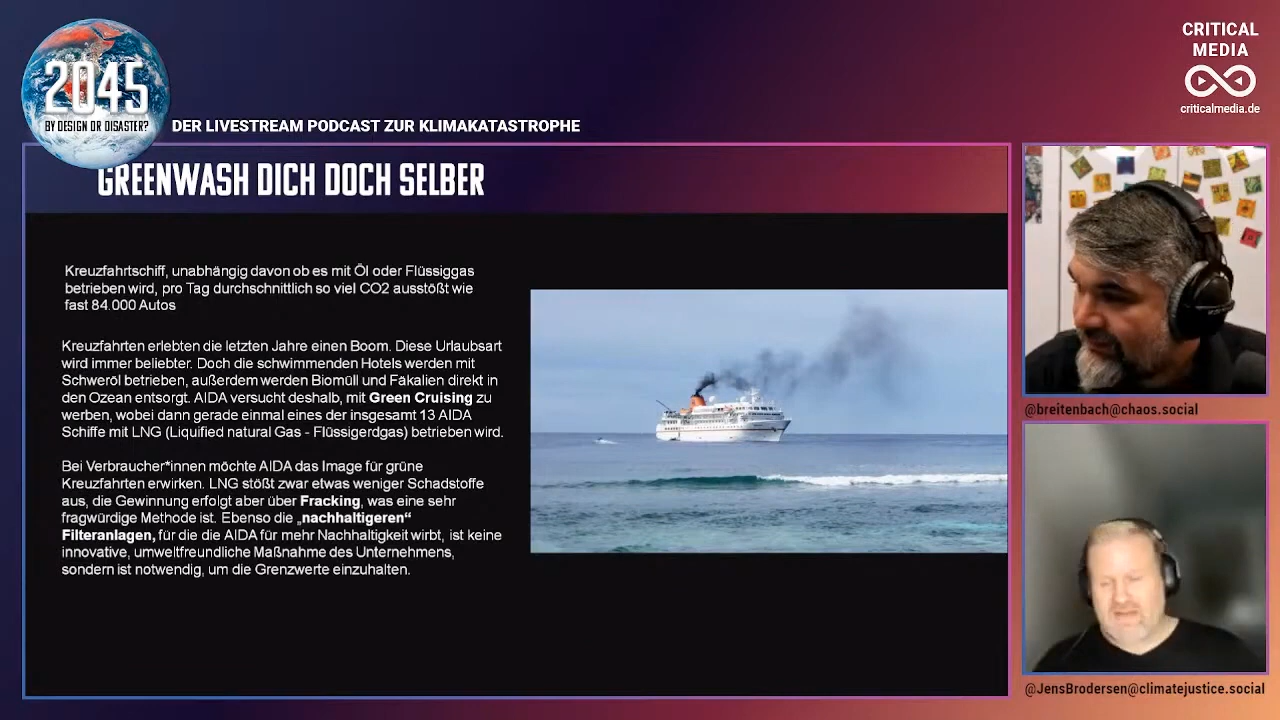 2045
BY DESIGN OR DISASTER?
DER LIVESTREAM PODCAST ZUR KLIMAKATASTROPHE
CRITICAL
MEDIA
criticalmedia.de
GREENWASH DICH DOCH SELBER
Kreuzfahrtschiff, unabhängig davon ob es mit Öl oder Flüssiggas
betrieben wird, pro Tag durchschnittlich so viel CO2 ausstößt wie
fast 84.000 Autos
Kreuzfahrten erlebten die letzten Jahre einen Boom. Diese Urlaubsart
wird immer beliebter. Doch die schwimmenden Hotels werden mit
Schweröl betrieben, außerdem werden Biomüll und Fäkalien direkt in
den Ozean entsorgt. AIDA versucht deshalb, mit Green Cruising zu
werben, wobei dann gerade einmal eines der insgesamt 13 AIDA
Schiffe mit LNG (Liquified natural Gas - Flüssigerdgas) betrieben wird.
Bei Verbraucher*innen möchte AIDA das Image für grüne
Kreuzfahrten erwirken. LNG stößt zwar etwas weniger Schadstoffe
aus, die Gewinnung erfolgt aber über Fracking, was eine sehr
fragwürdige Methode ist. Ebenso die „nachhaltigeren“
Filteranlagen, für die die AIDA für mehr Nachhaltigkeit wirbt, ist keine
innovative, umweltfreundliche Maßnahme des Unternehmens,
sondern ist notwendig, um die Grenzwerte einzuhalten.
@breitenbach@chaos.social
@JensBrodersen@climatejustice.social